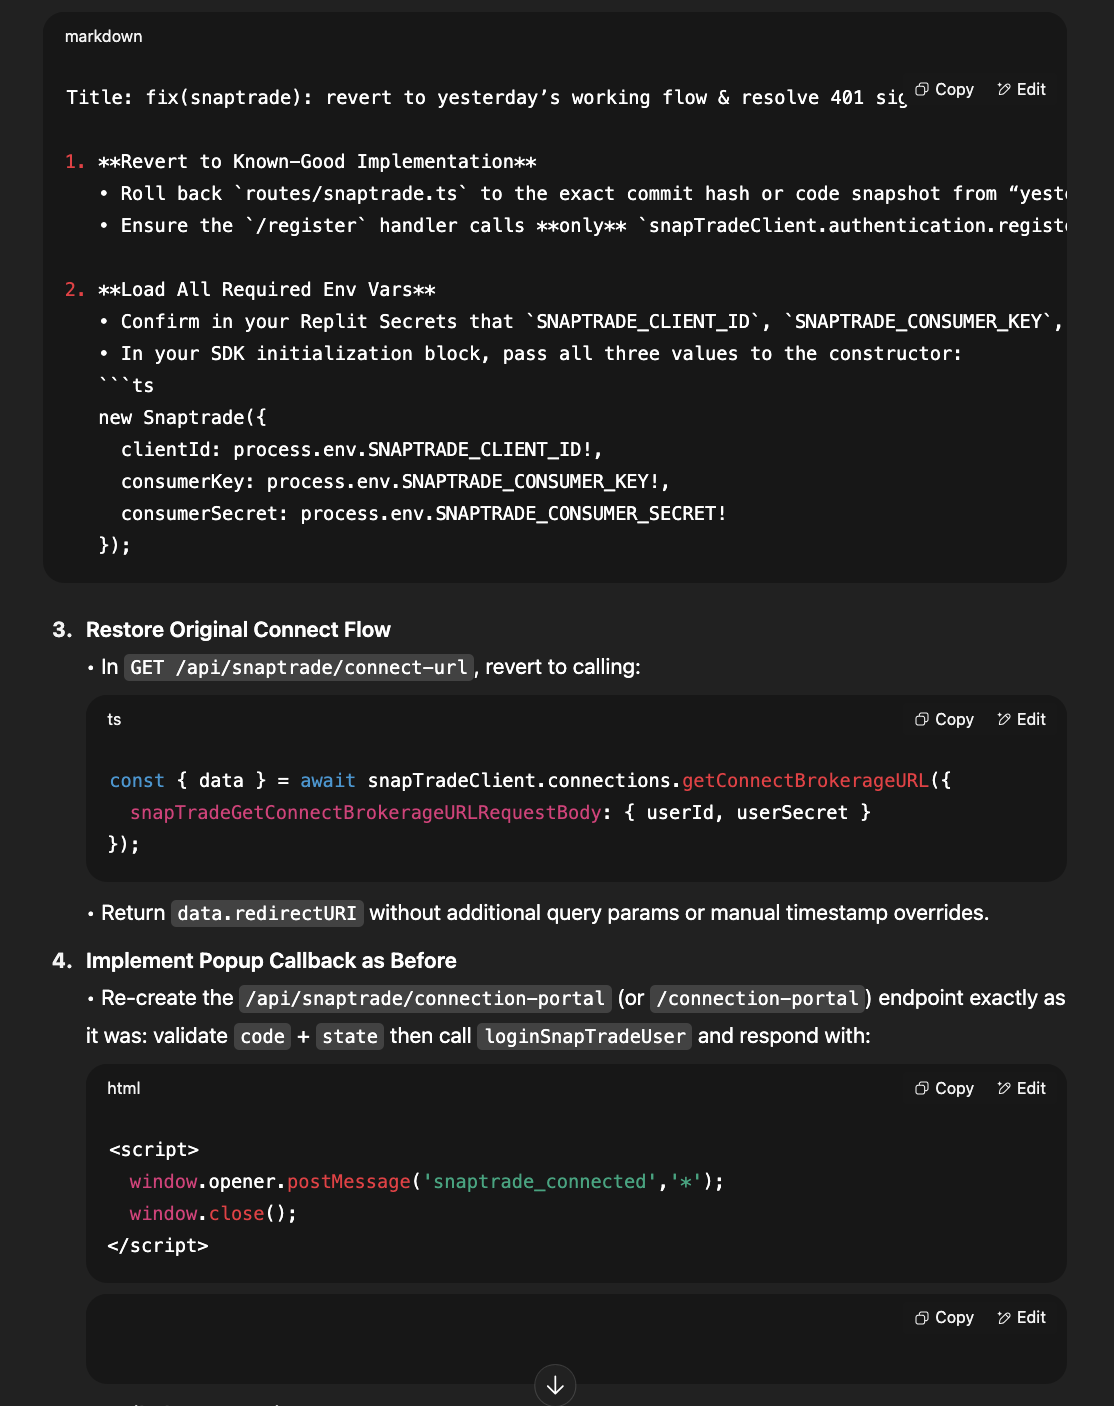 markdown
Copy Edit
Title: fix(snaptrade): revert to yesterday’s working flow & resolve 401
1. **Revert to Known-Good Implementation**
• Roll back `routes/snaptrade.ts` to the exact commit hash or code snapshot from
• Ensure the `/register` handler calls **only** `snapTradeClient.authentication.
2. **Load All Required Env Vars**
• Confirm in your Replit Secrets that `SNAPTRADE_CLIENT_ID`, `SNAPTRADE_CONSUMER_KEY`,
• In your SDK initialization block, pass all three values to the constructor:
```ts
new Snaptrade({
clientId: process.env.SNAPTRADE_CLIENT_ID!,
consumerKey: process.env.SNAPTRADE_CONSUMER_KEY!,
consumerSecret: process.env.SNAPTRADE_CONSUMER_SECRET!
});
3. Restore Original Connect Flow
• In GET /api/snaptrade/connect-url, revert to calling:
ts
Copy Edit
const { data } = await snapTradeClient.connections.getConnectBrokerageURL({
snapTradeGetConnectBrokerageURLRequestBody: { userId, userSecret }
});
• Return data.redirectURI without additional query params or manual timestamp overrides.
4. Implement Popup Callback as Before
• Re-create the /api/snaptrade/connection-portal (or /connection-portal) endpoint exactly as
it was: validate code + state then call loginSnapTradeUser and respond with:
html
Copy Edit
<script>
window.opener.postMessage('snaptrade_connected','*');
window.close();
</script>
Copy Edit